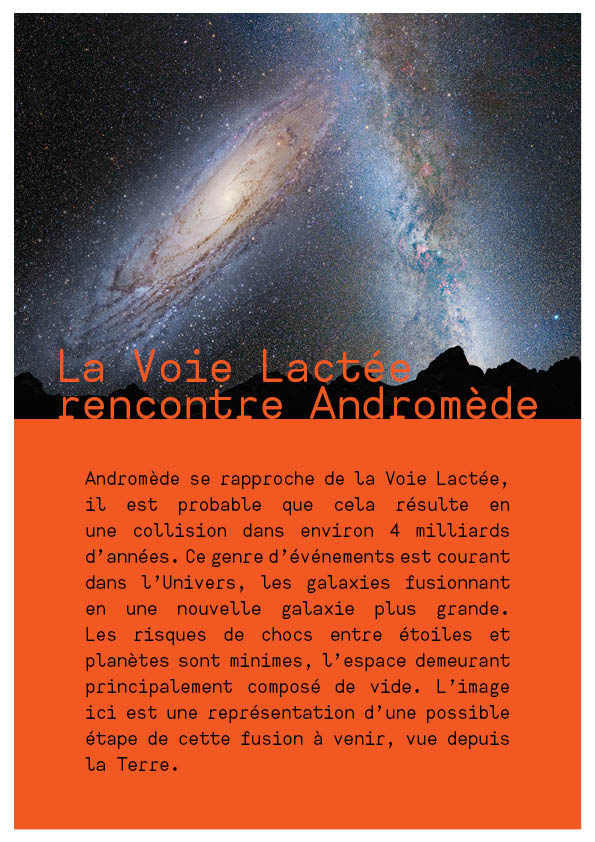 La Voie Lactée
rencontre Andromède
Andromède se rapproche de la Voie Lactée,
il est probable que cela résulte en
une collision dans environ 4 milliards
d’années. Ce genre d’événements est courant
dans l’Univers, les galaxies fusionnant
en une nouvelle galaxie plus grande.
Les risques de chocs entre étoiles et
planètes sont minimes, l’espace demeurant
principalement composé de vide. L’image
ici est une représentation d’une possible
étape de cette fusion à venir, vue depuis
la Terre.